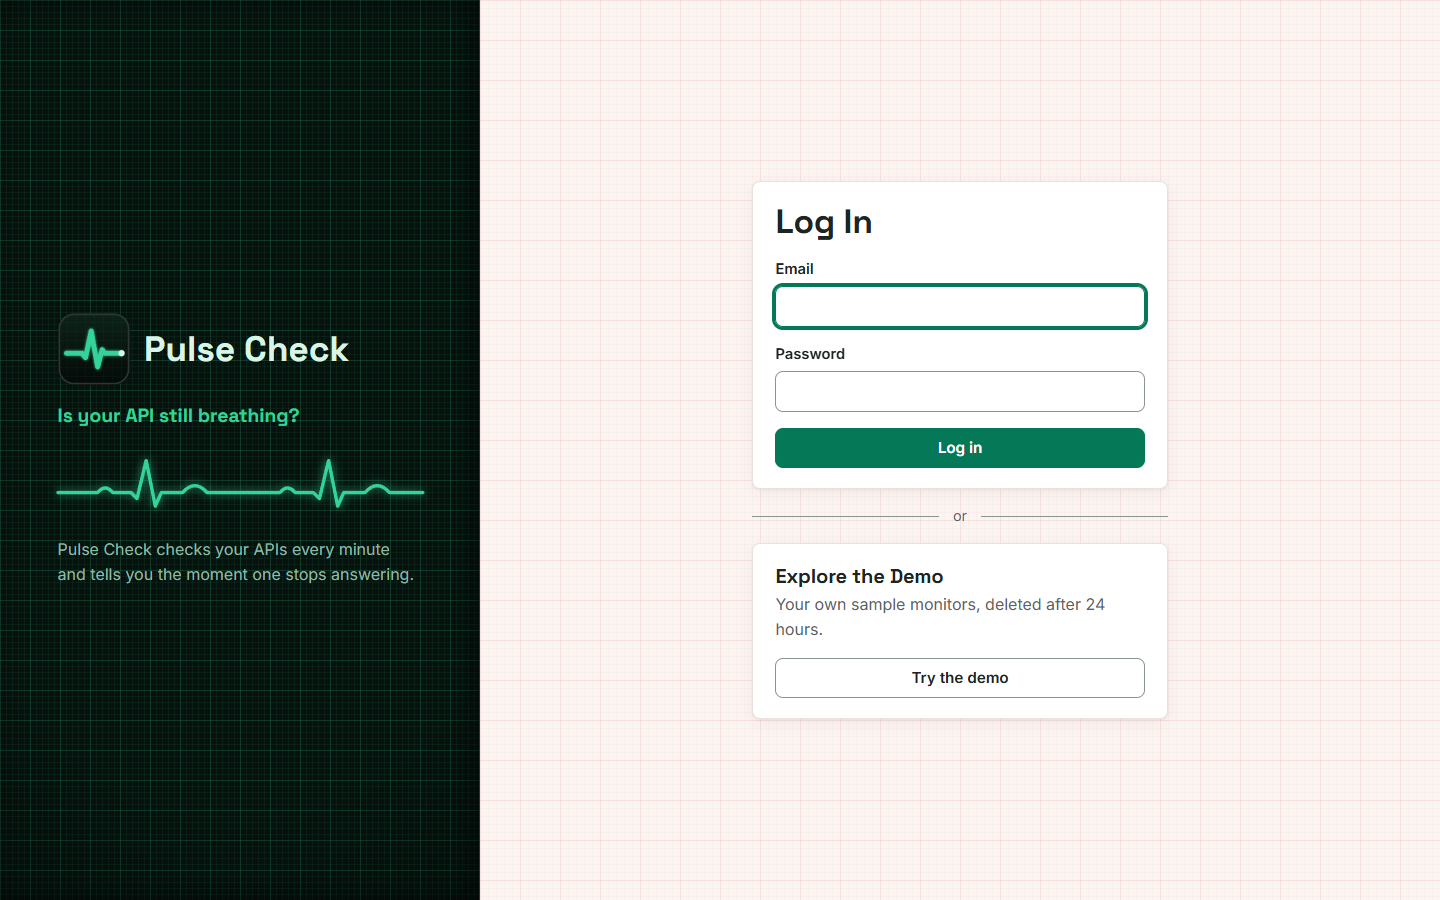 Pulse Check
Is your API still breathing?
Pulse Check checks your APIs every minute
and tells you the moment one stops answering.
Log In
Email
Password
Log in
or
Explore the Demo
Your own sample monitors, deleted after 24
hours.
Try the demo